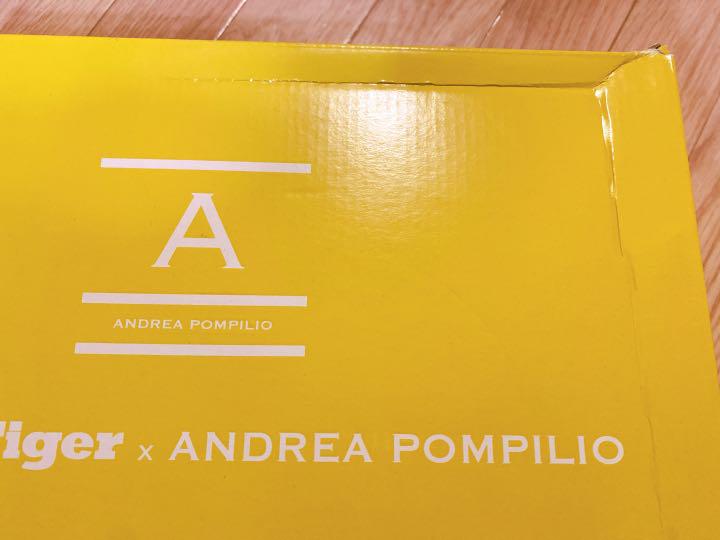 A
ANDREA POMPILIO
Tiger x ANDREA POMPILIO